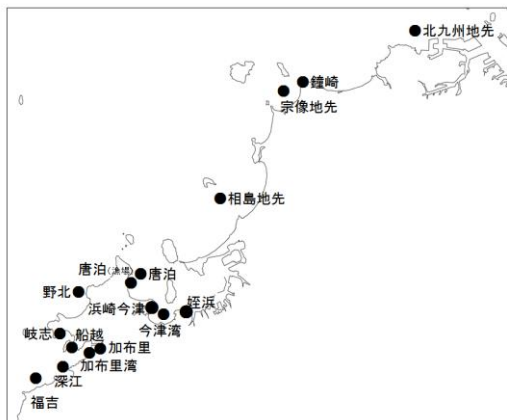 北九州地先
鐘崎
宗像地先
相島地先
唐泊(漁場)
唐泊
野北
浜崎今津
姪浜
今津湾
岐志
船越
加布里
加布里湾
深江
福吉